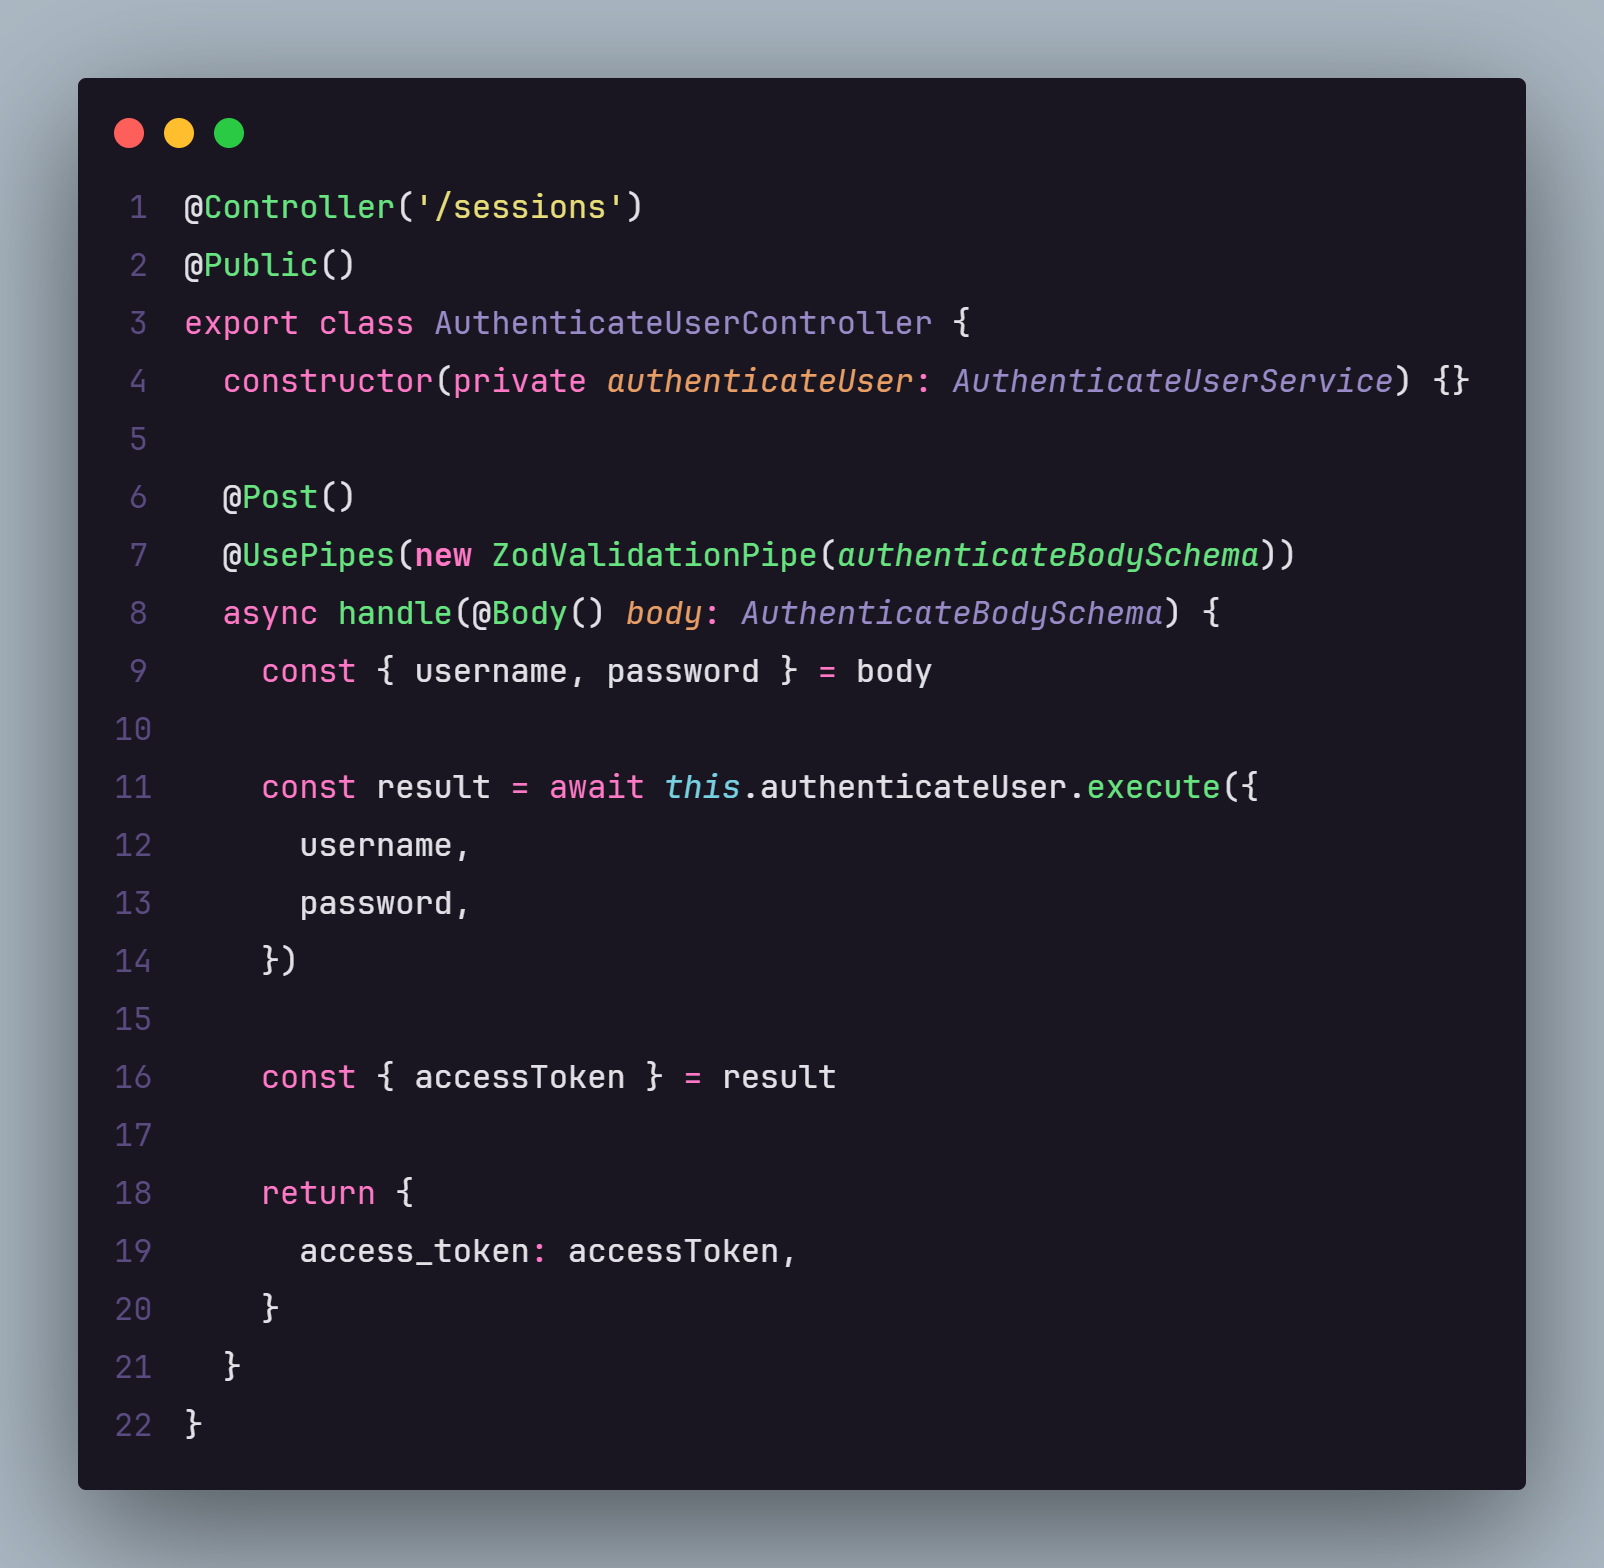 1 @Controller('/sessions')
2 @Public()
3 export class AuthenticateUserController {
4   constructor(private authenticateUser: AuthenticateUserService) {}
5
6   @Post()
7   @UsePipes(new ZodValidationPipe(authenticateBodySchema))
8   async handle(@Body() body: AuthenticateBodySchema) {
9     const { username, password } = body
10
11     const result = await this.authenticateUser.execute({
12       username,
13       password,
14     })
15
16     const { accessToken } = result
17
18     return {
19       access_token: accessToken,
20     }
21   }
22 }